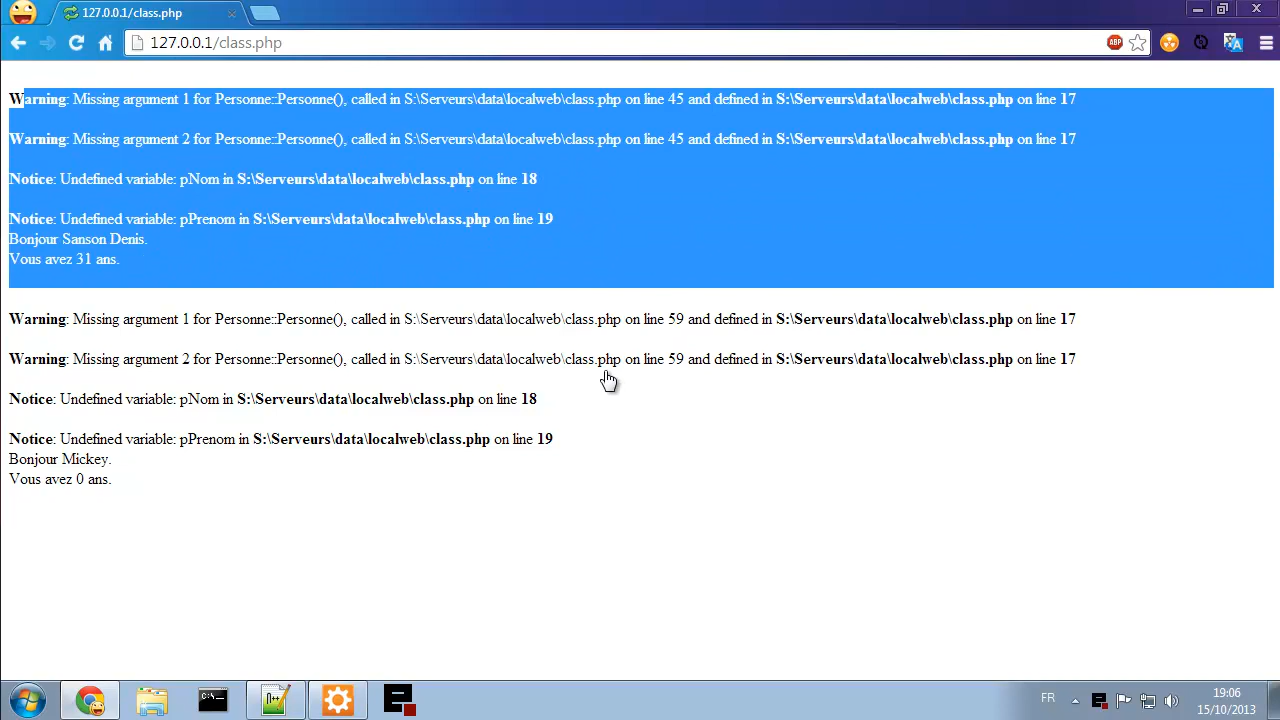 127.0.0.1/class.php
127.0.0.1/class.php
ABP
Warning: Missing argument 1 for Personne::Personne(), called in S:\Serveurs\data\localweb\class.php on line 45 and defined in S:\Serveurs\data\localweb\class.php on line 17
Warning: Missing argument 2 for Personne::Personne(), called in S:\Serveurs\data\localweb\class.php on line 45 and defined in S:\Serveurs\data\localweb\class.php on line 17
Notice: Undefined variable: pNom in S:\Serveurs\data\localweb\class.php on line 18
Notice: Undefined variable: pPrenom in S:\Serveurs\data\localweb\class.php on line 19
Bonjour Sanson Denis.
Vous avez 31 ans.
Warning: Missing argument 1 for Personne::Personne(), called in S:\Serveurs\data\localweb\class.php on line 59 and defined in S:\Serveurs\data\localweb\class.php on line 17
Warning: Missing argument 2 for Personne::Personne(), called in S:\Serveurs\data\localweb\class.php on line 59 and defined in S:\Serveurs\data\localweb\class.php on line 17
Notice: Undefined variable: pNom in S:\Serveurs\data\localweb\class.php on line 18
Notice: Undefined variable: pPrenom in S:\Serveurs\data\localweb\class.php on line 19
Bonjour Mickey.
Vous avez 0 ans.
FR
19:06
15/10/2013